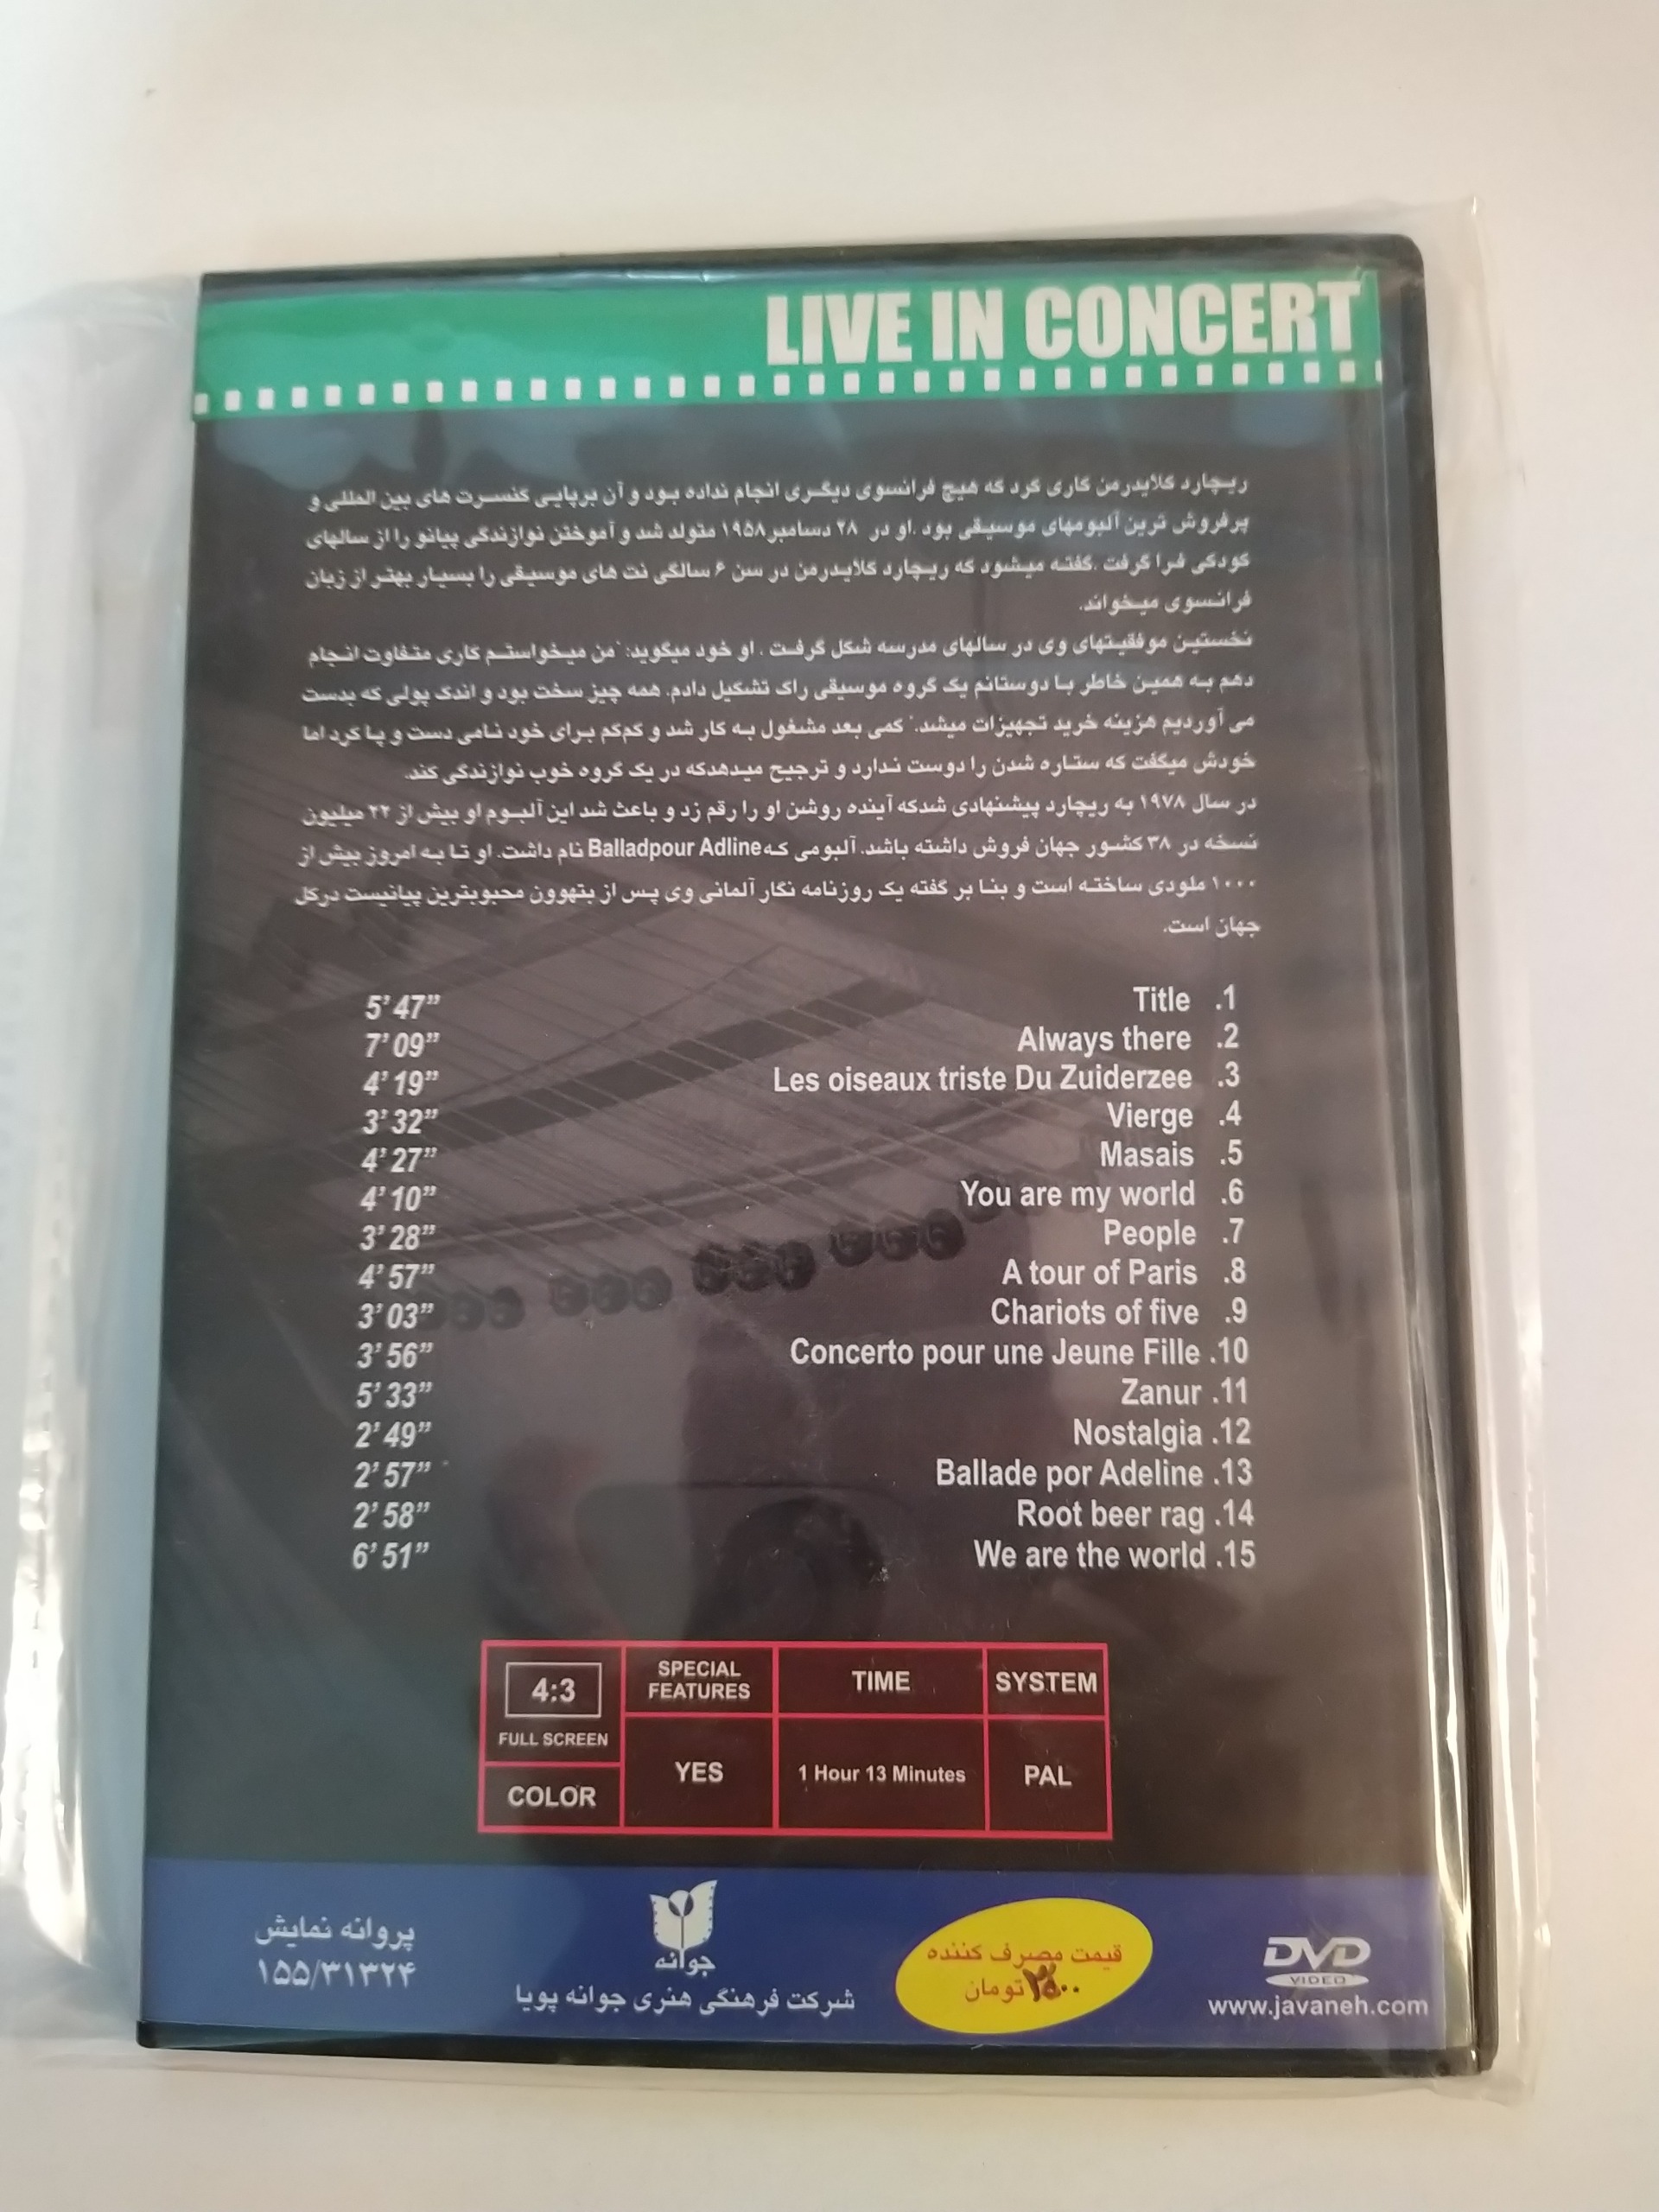 LIVE IN CONCERT
ریچارد کلایدرمن کاری کرد که هیچ فرانسوی دیگری انجام نداده بود و آن برپایی کنسرت های بین المللی و
پرفروش ترین آلبومهای موسیقی بود .او در ۲۸ دسامبر۱۹۵۸ متولد شد و آموختن نوازندگی پیانو را از سالهای
کودکی فرا گرفت .گفته میشود که ریچارد کلایدرمن در سن ۶ سالگی نت های موسیقی را بسیار بهتر از زبان
فرانسوی میخواند.
نخستین موفقیتهای وی در سالهای مدرسه شکل گرفت . او خود میگوید: "من میخواستم کاری متفاوت انجام
دهم به همین خاطر با دوستانم یک گروه موسیقی راک تشکیل دادم. همه چیز سخت بود و اندک پولی که بدست
می آوردیم هزینه خرید تجهیزات میشد." کمی بعد مشغول به کار شد و کم‌کم برای خود نامی دست و پا کرد اما
خودش میگفت که ستاره شدن را دوست ندارد و ترجیح میدهدکه در یک گروه خوب نوازندگی کند.
در سال ۱۹۷۸ به ریچارد پیشنهادی شدکه آینده روشن او را رقم زد و باعث شد این آلبوم او بیش از ۲۲ میلیون
نسخه در ۳۸ کشور جهان فروش داشته باشد. آلبومی که Balladpour Adline نام داشت. او تا به امروز بیش از
۱۰۰۰ ملودی ساخته است و بنا بر گفته یک روزنامه نگار آلمانی وی پس از بتهوون محبوبترین پیانیست درکل
جهان است.
5' 47" Title .1
7' 09" Always there .2
4' 19" Les oiseaux triste Du Zuiderzee .3
3' 32" Vierge .4
4' 27" Masais .5
4' 10" You are my world .6
3' 28" People .7
4' 57" A tour of Paris .8
3' 03" Chariots of five .9
3' 56" Concerto pour une Jeune Fille .10
5' 33" Zanur .11
2' 49" Nostalgia .12
2' 57" Ballade por Adeline .13
2' 58" Root beer rag .14
6' 51" We are the world .15
4:3
FULL SCREEN
COLOR
SPECIAL
FEATURES
YES
TIME
1 Hour 13 Minutes
SYSTEM
PAL
پروانه نمایش
۱۵۵/۳۱۳۲۴
جوانه
شرکت فرهنگی هنری جوانه پویا
قیمت مصرف کننده
تومان
DVD
VIDEO
www.javaneh.com